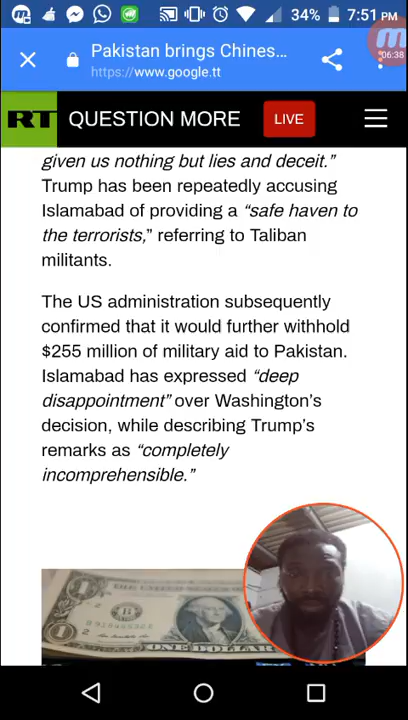 34% 7:51 PM
Pakistan brings Chines...
https://www.google.tt
06:38
RT QUESTION MORE LIVE
given us nothing but lies and deceit.”
Trump has been repeatedly accusing
Islamabad of providing a “safe haven to
the terrorists,” referring to Taliban
militants.
The US administration subsequently
confirmed that it would further withhold
$255 million of military aid to Pakistan.
Islamabad has expressed “deep
disappointment” over Washington’s
decision, while describing Trump’s
remarks as “completely
incomprehensible.”
ONE DOLLAR